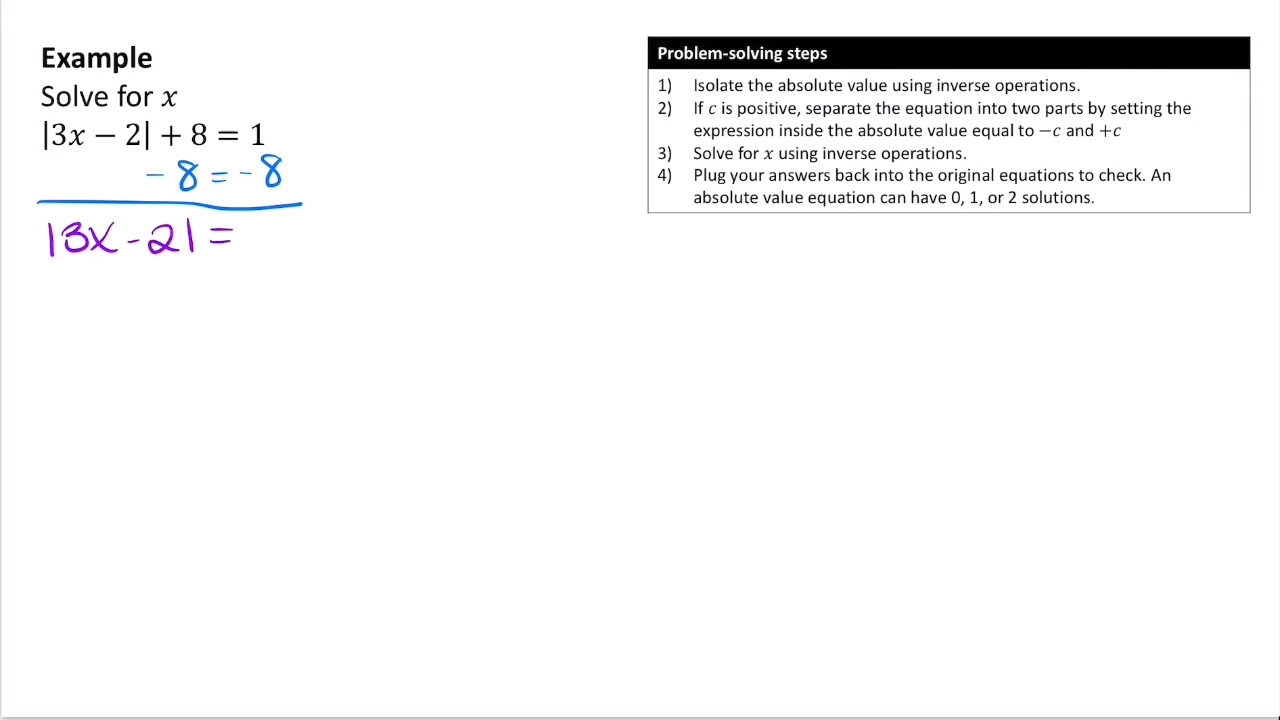 Example
Solve for x
|3x − 2| + 8 = 1
- 8 = - 8
|3x - 2| =
Problem-solving steps
1) Isolate the absolute value using inverse operations.
2) If c is positive, separate the equation into two parts by setting the
expression inside the absolute value equal to −c and +c
3) Solve for x using inverse operations.
4) Plug your answers back into the original equations to check. An
absolute value equation can have 0, 1, or 2 solutions.